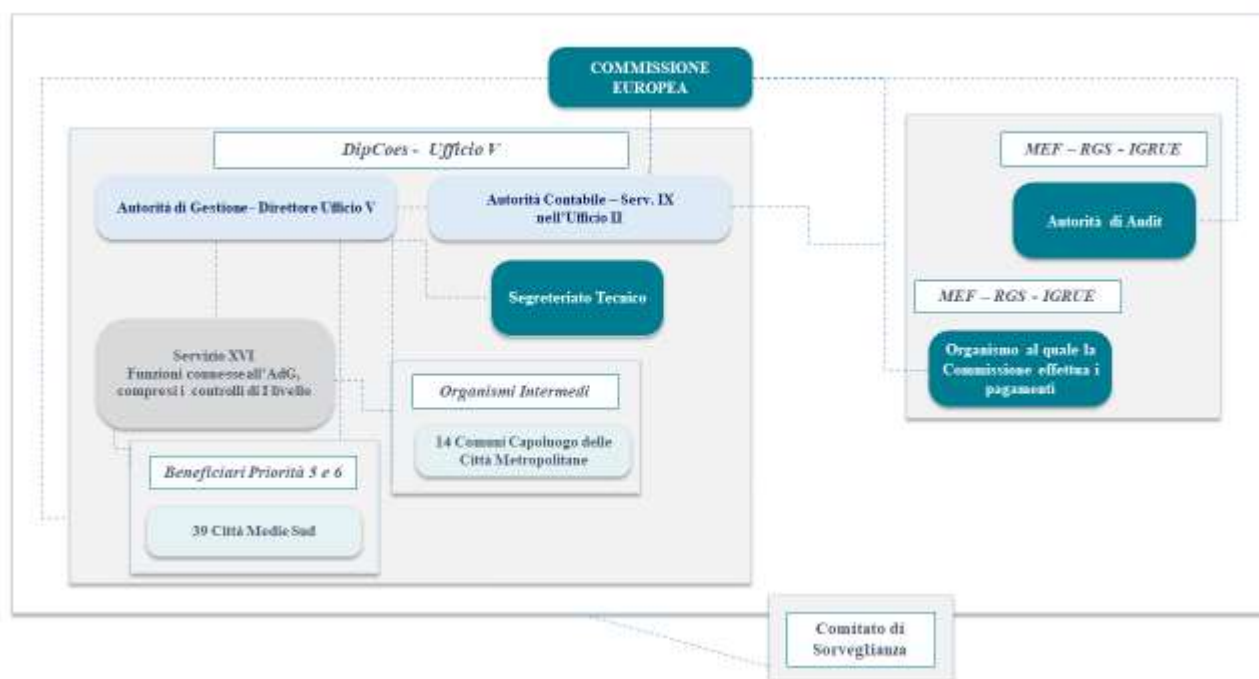 COMMISSIONE
EUROPEA
DipCoes - Ufficio V
Autorità di Gestione - Direttore Ufficio V
Autorità Contabile – Serv. IX
nell'Ufficio II
Segreteriato Tecnico
Servizio XVI
Funzioni connesse all'AdG,
compresi i controlli di I livello
Organismi Intermedi
14 Comuni Capoluogo delle
Città Metropolitane
Beneficiari Priorità 5 e 6
39 Città Medie Sud
MEF – RGS - IGRUE
Autorità di Audit
MEF – RGS - IGRUE
Organismo al quale la
Commissione effettua i
pagamenti
Comitato di
Sorveglianza